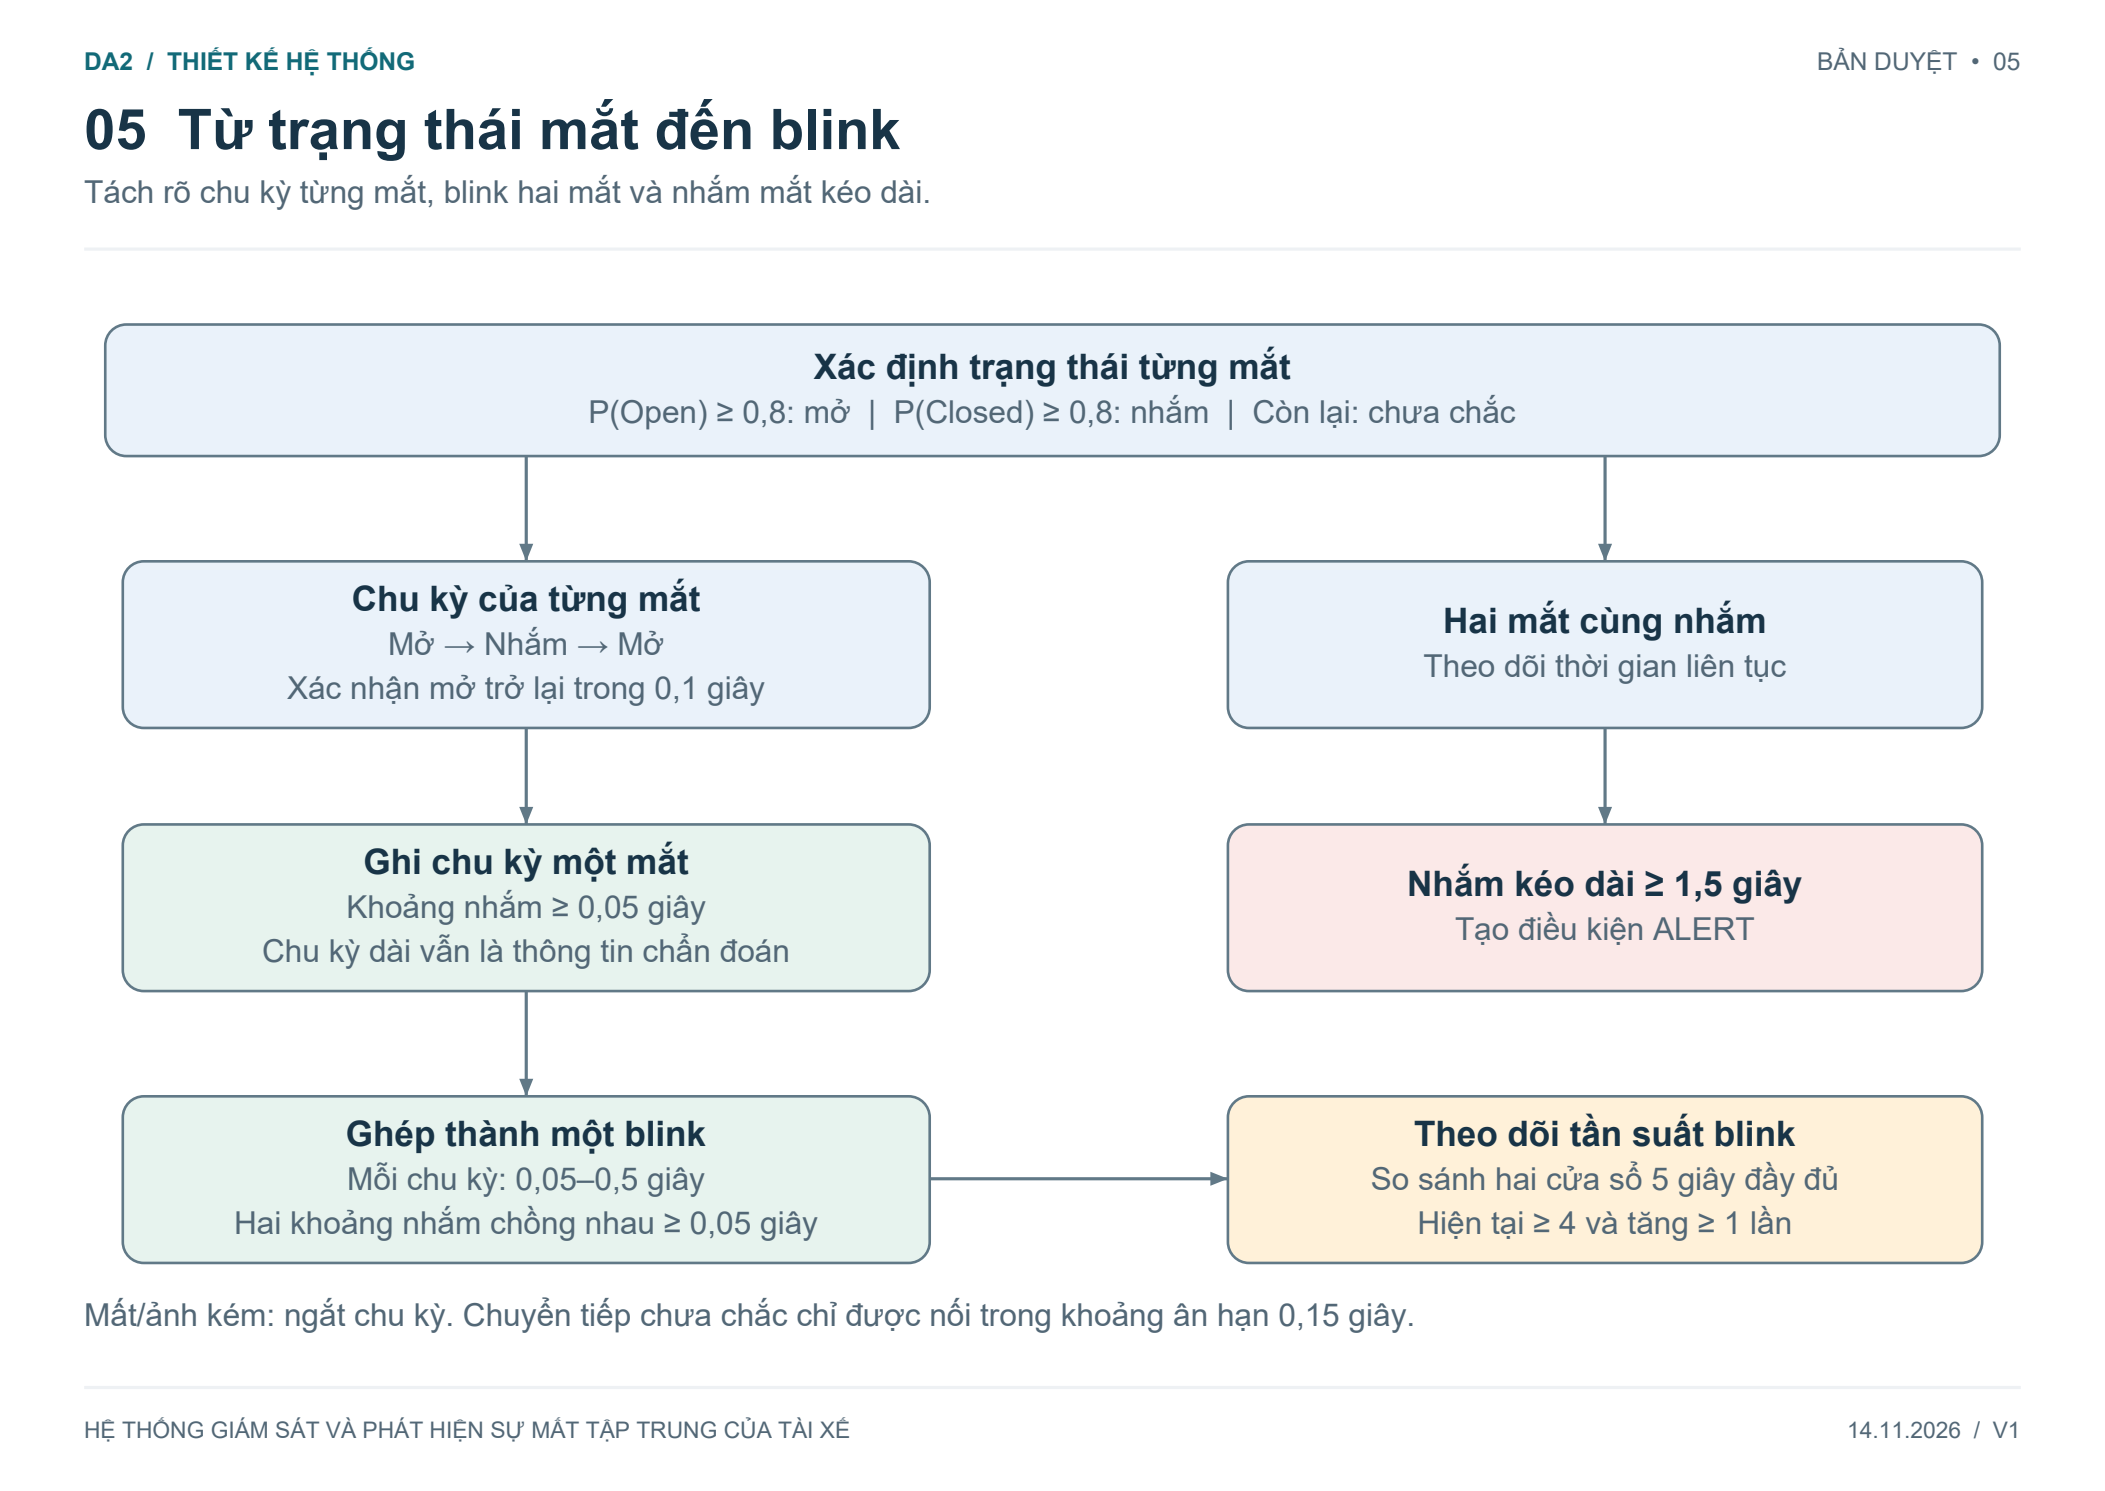 DA2 / THIẾT KẾ HỆ THỐNG
BẢN DUYỆT • 05
05 Từ trạng thái mắt đến blink
Tách rõ chu kỳ từng mắt, blink hai mắt và nhắm mắt kéo dài.
Xác định trạng thái từng mắt
P(Open) ≥ 0,8: mở | P(Closed) ≥ 0,8: nhắm | Còn lại: chưa chắc
Chu kỳ của từng mắt
Mở → Nhắm → Mở
Xác nhận mở trở lại trong 0,1 giây
Hai mắt cùng nhắm
Theo dõi thời gian liên tục
Ghi chu kỳ một mắt
Khoảng nhắm ≥ 0,05 giây
Chu kỳ dài vẫn là thông tin chẩn đoán
Nhắm kéo dài ≥ 1,5 giây
Tạo điều kiện ALERT
Ghép thành một blink
Mỗi chu kỳ: 0,05–0,5 giây
Hai khoảng nhắm chồng nhau ≥ 0,05 giây
Theo dõi tần suất blink
So sánh hai cửa sổ 5 giây đầy đủ
Hiện tại ≥ 4 và tăng ≥ 1 lần
Mất/ảnh kém: ngắt chu kỳ. Chuyển tiếp chưa chắc chỉ được nối trong khoảng ân hạn 0,15 giây.
HỆ THỐNG GIÁM SÁT VÀ PHÁT HIỆN SỰ MẤT TẬP TRUNG CỦA TÀI XẾ
14.11.2026 / V1